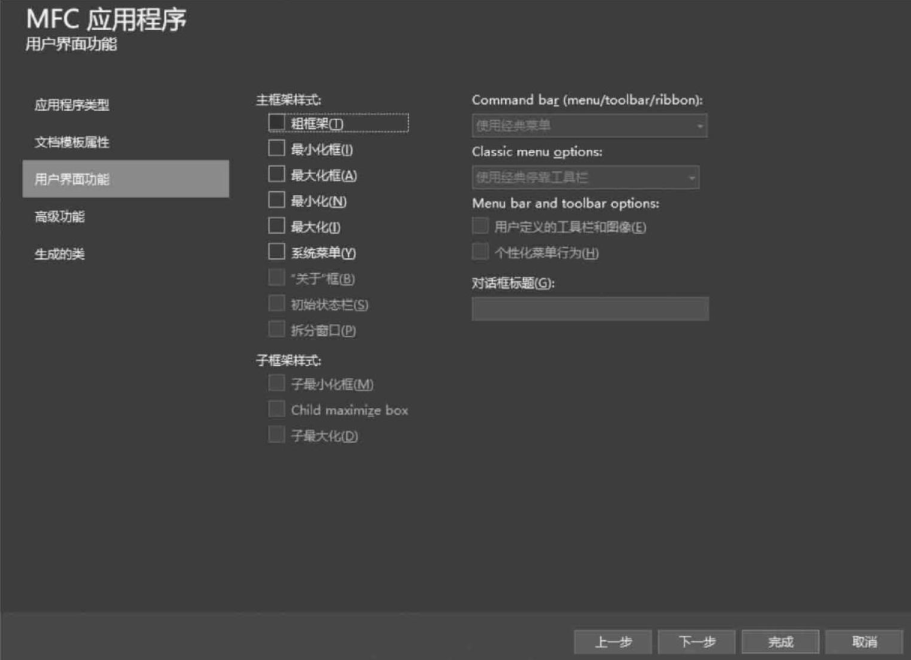 MFC 应用程序
用户界面功能
应用程序类型
文档模板属性
用户界面功能
高级功能
生成的类
主框架样式:
粗框架(T)
最小化框(I)
最大化框(A)
最小化(N)
最大化(I)
系统菜单(Y)
"关于"框(B)
初始状态栏(S)
拆分窗口(P)
子框架样式:
子最小化框(M)
Child maximize box
子最大化(D)
Command bar (menu/toolbar/ribbon):
使用经典菜单
Classic menu options:
使用经典停靠工具栏
Menu bar and toolbar options:
用户定义的工具栏和图像(E)
个性化菜单行为(H)
对话框标题(G):
上一步
下一步
完成
取消